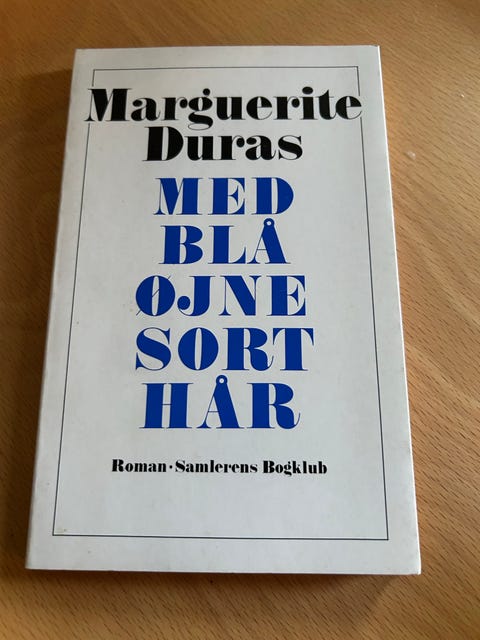 Marguerite
Duras
MED
BLÅ
ØJNE
SORT
HÅR
Roman · Samlerens Bogklub